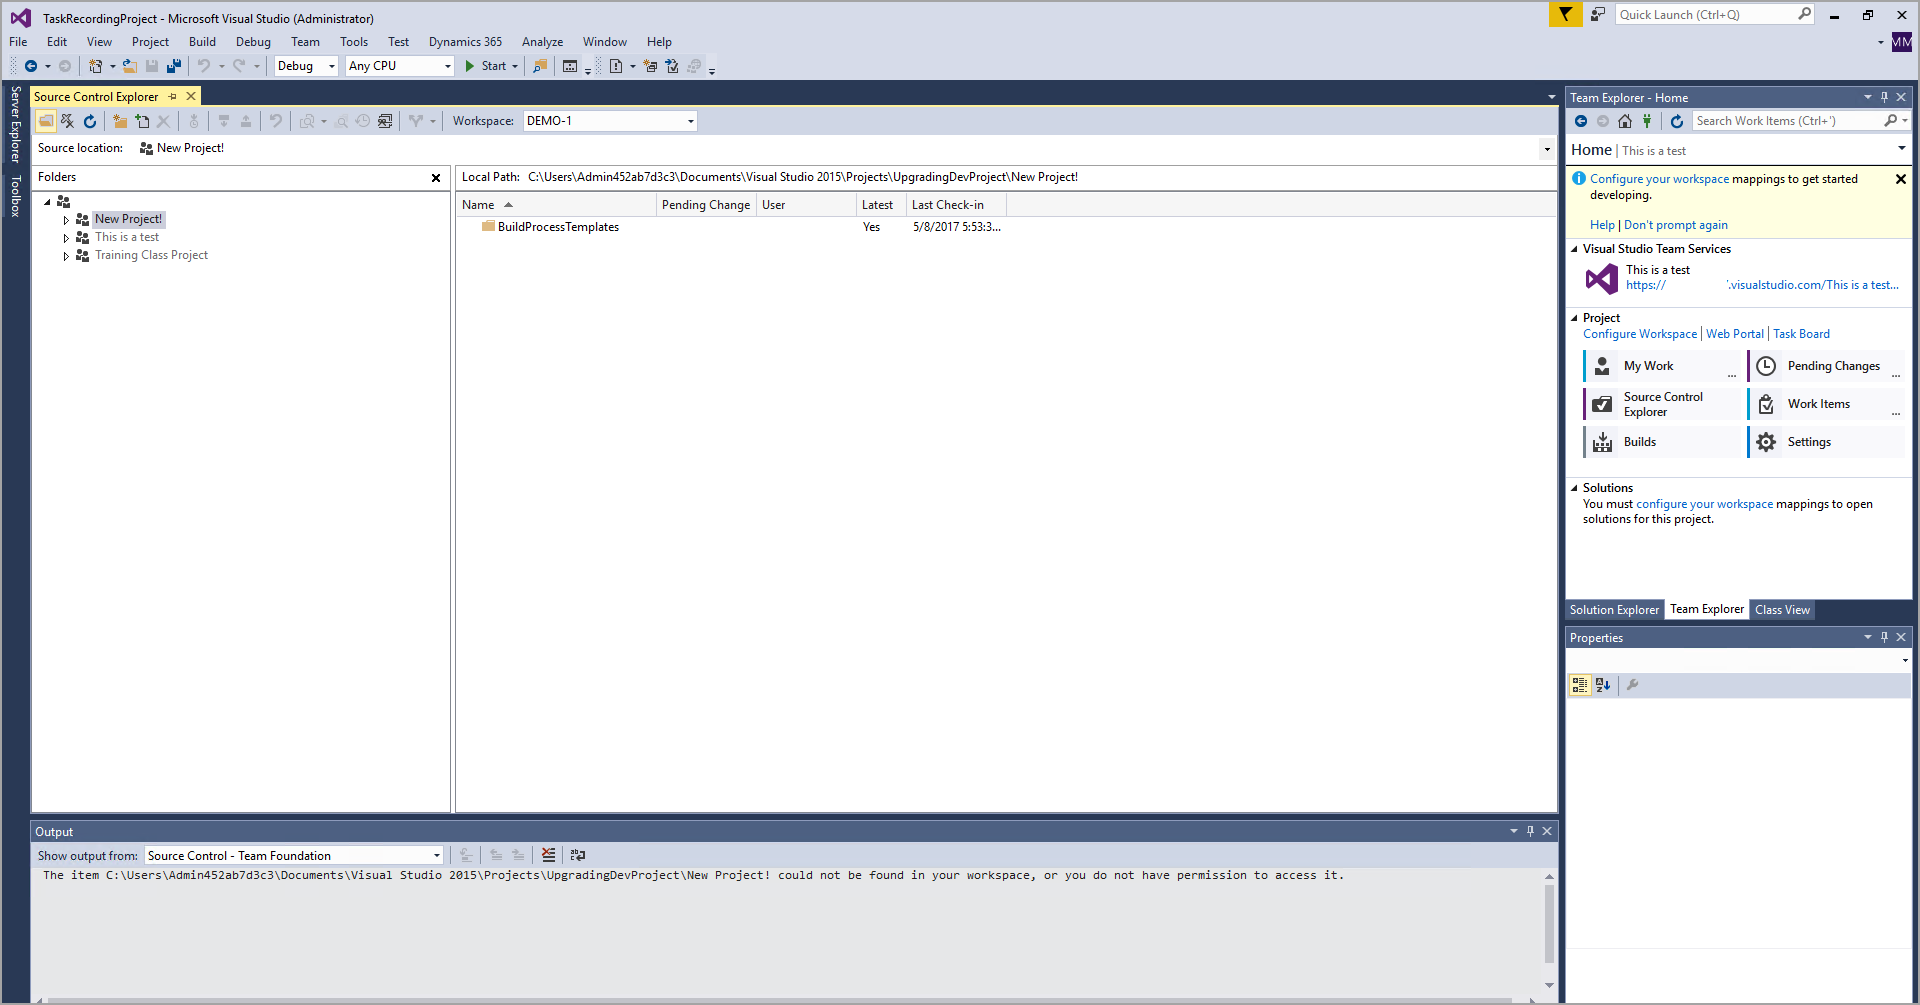 TaskRecordingProject - Microsoft Visual Studio (Administrator)
Quick Launch (Ctrl+Q)
File Edit View Project Build Debug Team Tools Test Dynamics 365 Analyze Window Help
MM
Debug Any CPU Start
Server Explorer
Toolbox
Source Control Explorer
Workspace: DEMO-1
Source location: New Project!
Folders
New Project!
This is a test
Training Class Project
Local Path: C:\Users\Admin452ab7d3c3\Documents\Visual Studio 2015\Projects\UpgradingDevProject\New Project!
Name Pending Change User Latest Last Check-in
BuildProcessTemplates Yes 5/8/2017 5:53:3...
Team Explorer - Home
Search Work Items (Ctrl+')
Home | This is a test
Configure your workspace mappings to get started
developing.
Help | Don't prompt again
Visual Studio Team Services
This is a test
https:// .visualstudio.com/This is a test...
Project
Configure Workspace | Web Portal | Task Board
My Work ...
Pending Changes ...
Source Control
Explorer
Work Items ...
Builds
Settings
Solutions
You must configure your workspace mappings to open
solutions for this project.
Solution Explorer Team Explorer Class View
Properties
Output
Show output from: Source Control - Team Foundation
The item C:\Users\Admin452ab7d3c3\Documents\Visual Studio 2015\Projects\UpgradingDevProject\New Project! could not be found in your workspace, or you do not have permission to access it.